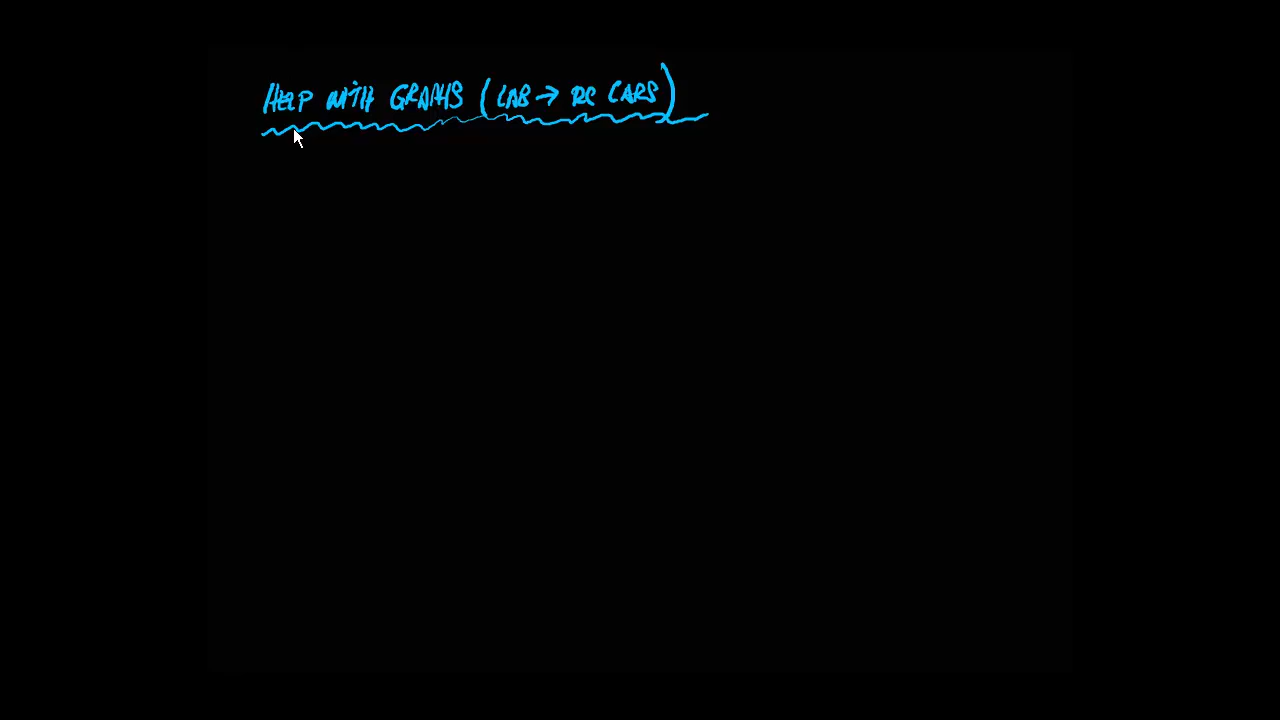 HELP WITH GRAPHS (LAB → RC CARS)